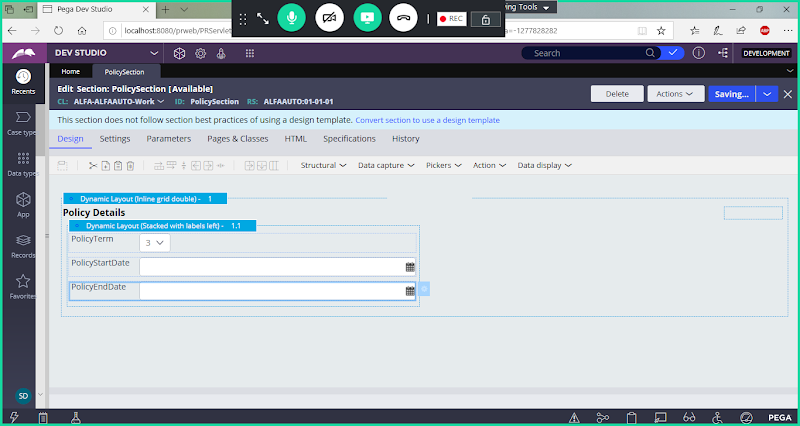 Pega Dev Studio
ving Tools
localhost:8080/prweb/PRServlet
a=-1277828282
REC
ABP
DEV STUDIO
Search
DEVELOPMENT
Recents
Home
PolicySection
Edit Section: PolicySection [Available]
CL: ALFA-ALFAAUTO-Work ID: PolicySection RS: ALFAAUTO:01-01-01
Delete
Actions
Saving...
This section does not follow section best practices of using a design template. Convert section to use a design template
Case type
Design Settings Parameters Pages & Classes HTML Specifications History
Data types
Structural Data capture Pickers Action Data display
App
Dynamic Layout (Inline grid double) - 1
Policy Details
Dynamic Layout (Stacked with labels left) - 1.1
PolicyTerm 3
Records
PolicyStartDate
Favorites
PolicyEndDate
SD
PEGA